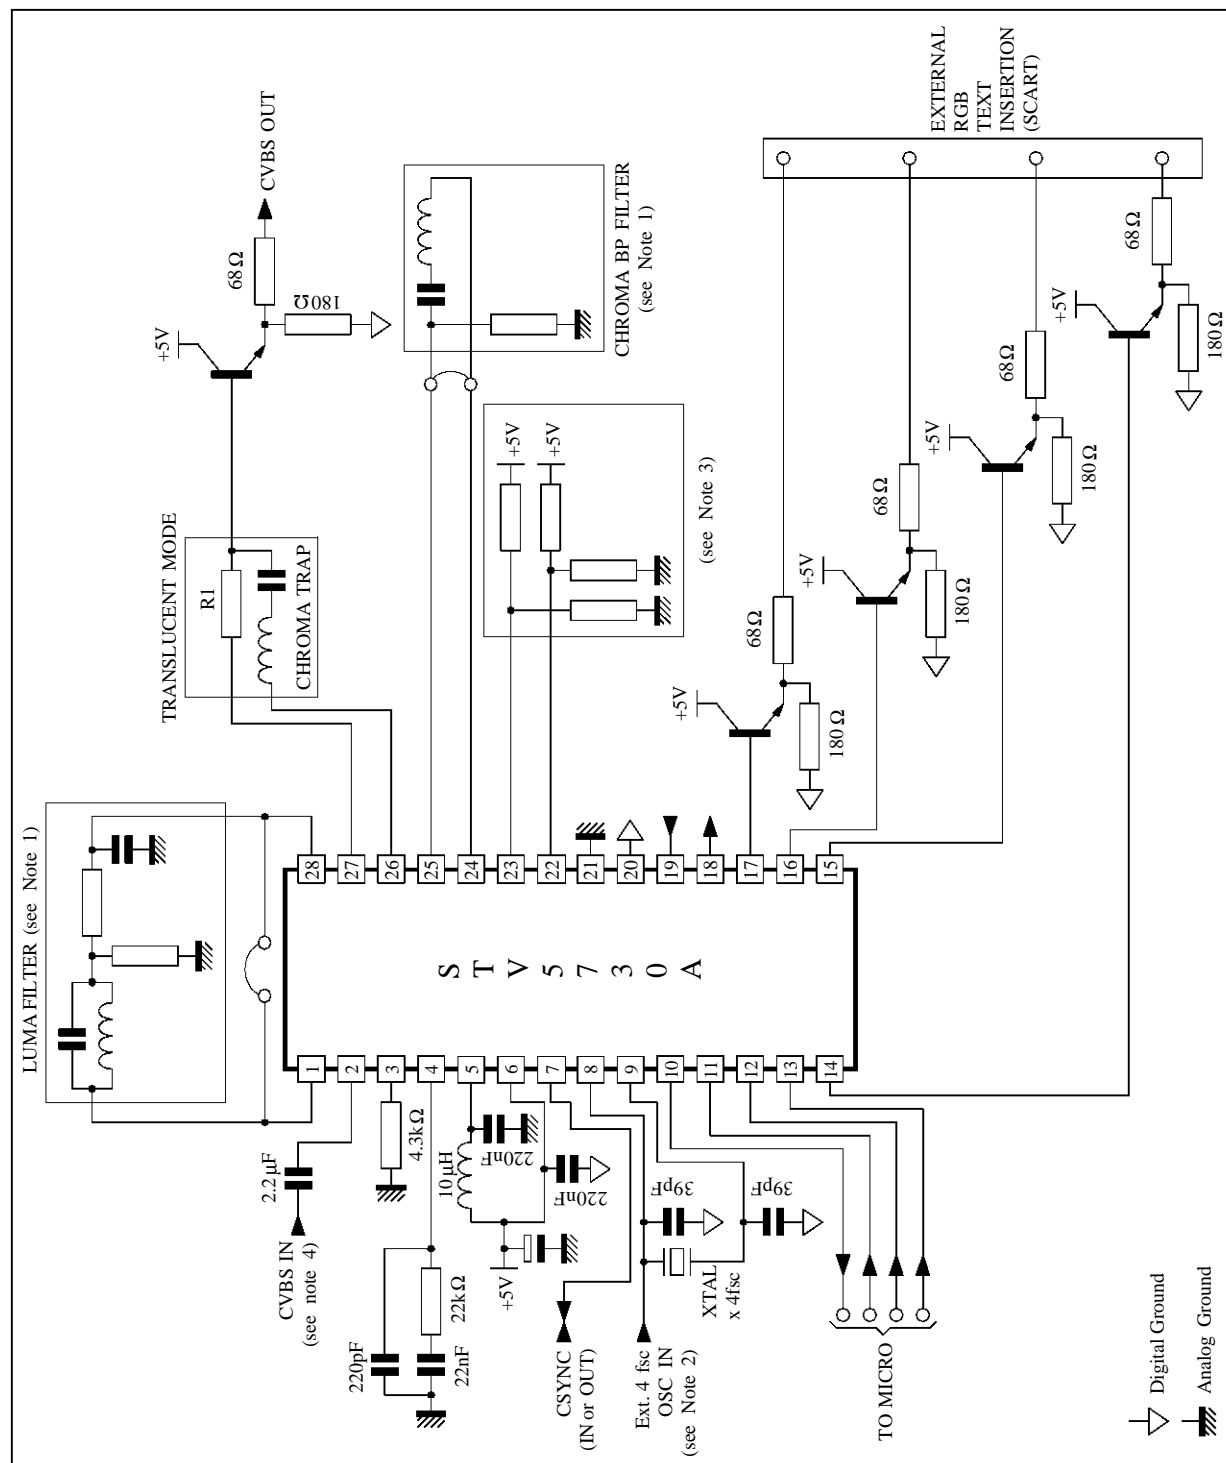 LUMA FILTER (see Note 1)
TRANSLUCENT MODE
R1
CHROMA TRAP
+5V
68Ω
180Ω
CVBS OUT
CHROMA BP FILTER
(see Note 1)
+5V
+5V
(see Note 3)
EXTERNAL
RGB
TEXT
INSERTION
(SCART)
+5V
68Ω
180Ω
+5V
68Ω
180Ω
+5V
68Ω
180Ω
+5V
68Ω
180Ω
28
27
26
25
24
23
22
21
20
19
18
17
16
15
STV5730A
1
2
3
4
5
6
7
8
9
10
11
12
13
14
2.2µF
CVBS IN
(see note 4)
4.3kΩ
220pF
22kΩ
22nF
10µH
220nF
220nF
+5V
CSYNC
(IN or OUT)
39pF
39pF
XTAL
x 4fsc
Ext. 4 fsc
OSC IN
(see Note 2)
TO MICRO
Digital Ground
Analog Ground